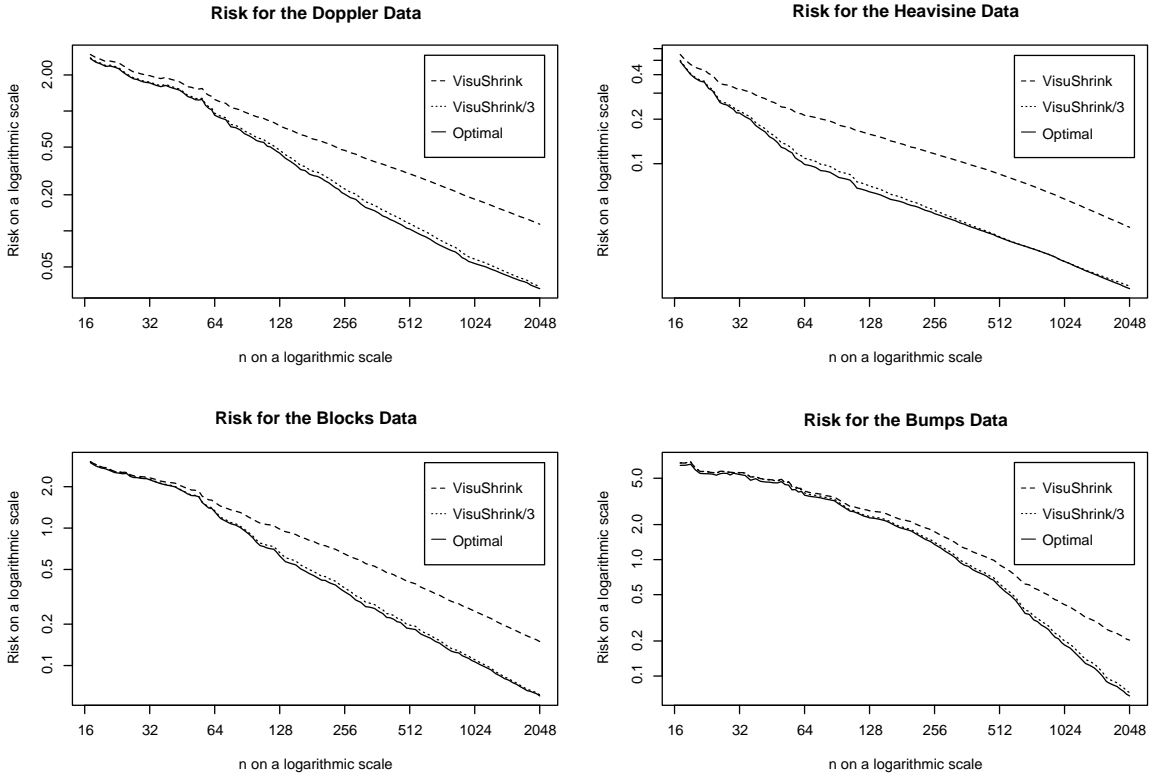 Risk for the Doppler Data
Risk on a logarithmic scale
2.00
0.50
0.20
0.05
VisuShrink
VisuShrink/3
Optimal
16 32 64 128 256 512 1024 2048
n on a logarithmic scale
Risk for the Heavisine Data
Risk on a logarithmic scale
0.4
0.2
0.1
VisuShrink
VisuShrink/3
Optimal
16 32 64 128 256 512 1024 2048
n on a logarithmic scale
Risk for the Blocks Data
Risk on a logarithmic scale
2.0
1.0
0.5
0.2
0.1
VisuShrink
VisuShrink/3
Optimal
16 32 64 128 256 512 1024 2048
n on a logarithmic scale
Risk for the Bumps Data
Risk on a logarithmic scale
5.0
2.0
1.0
0.5
0.2
0.1
VisuShrink
VisuShrink/3
Optimal
16 32 64 128 256 512 1024 2048
n on a logarithmic scale